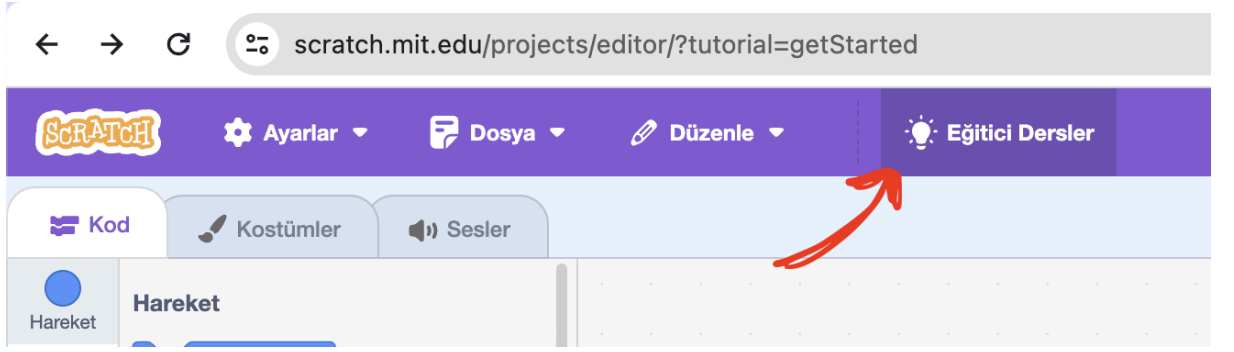 scratch.mit.edu/projects/editor/?tutorial=getStarted
SCRATCH Ayarlar Dosya Düzenle Eğitici Dersler
Kod Kostümler Sesler
Hareket
Hareket